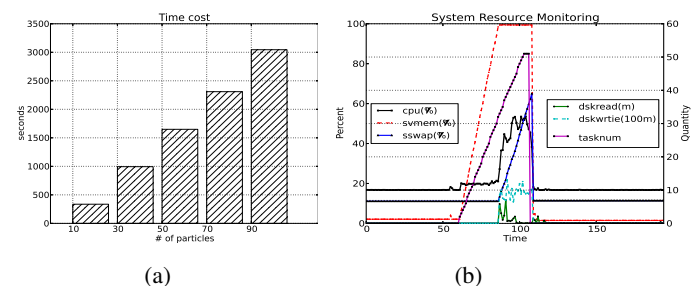 Time cost
3500
3000
2500
2000
1500
1000
500
0
seconds
10 30 50 70 90
# of particles
(a)
System Resource Monitoring
100
80
60
40
20
0
Percent
cpu(%)
svmem(%)
sswap(%)
dskread(m)
dskwrtie(100m)
tasknum
60
50
40
30
20
10
0
Quantity
0 50 100 150
Time
(b)